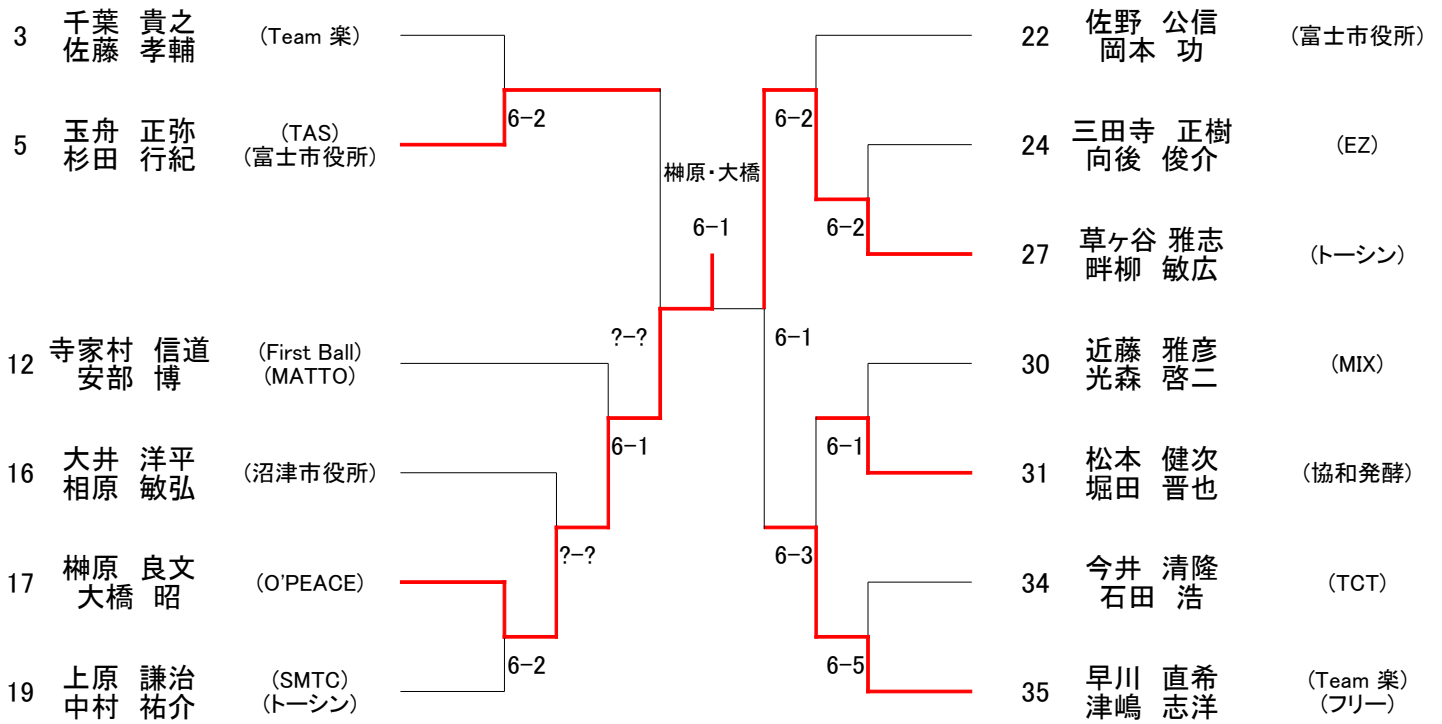 3 千葉 貴之 (Team 楽)
佐藤 孝輔
6-2
5 玉舟 正弥 (TAS)
杉田 行紀 (富士市役所)
12 寺家村 信道 (First Ball)
安部 博 (MATTO)
?-?
6-1
16 大井 洋平 (沼津市役所)
相原 敏弘
?-?
17 榊原 良文 (O'PEACE)
大橋 昭
6-2
19 上原 謙治 (SMTC)
中村 祐介 (トーシン)
榊原・大橋
6-1
22 佐野 公信 (富士市役所)
岡本 功
6-2
24 三田寺 正樹 (EZ)
向後 俊介
6-2
27 草ヶ谷 雅志 (トーシン)
畔柳 敏広
6-1
30 近藤 雅彦 (MIX)
光森 啓二
6-1
31 松本 健次 (協和発酵)
堀田 晋也
6-3
34 今井 清隆 (TCT)
石田 浩
6-5
35 早川 直希 (Team 楽)
津嶋 志洋 (フリー)